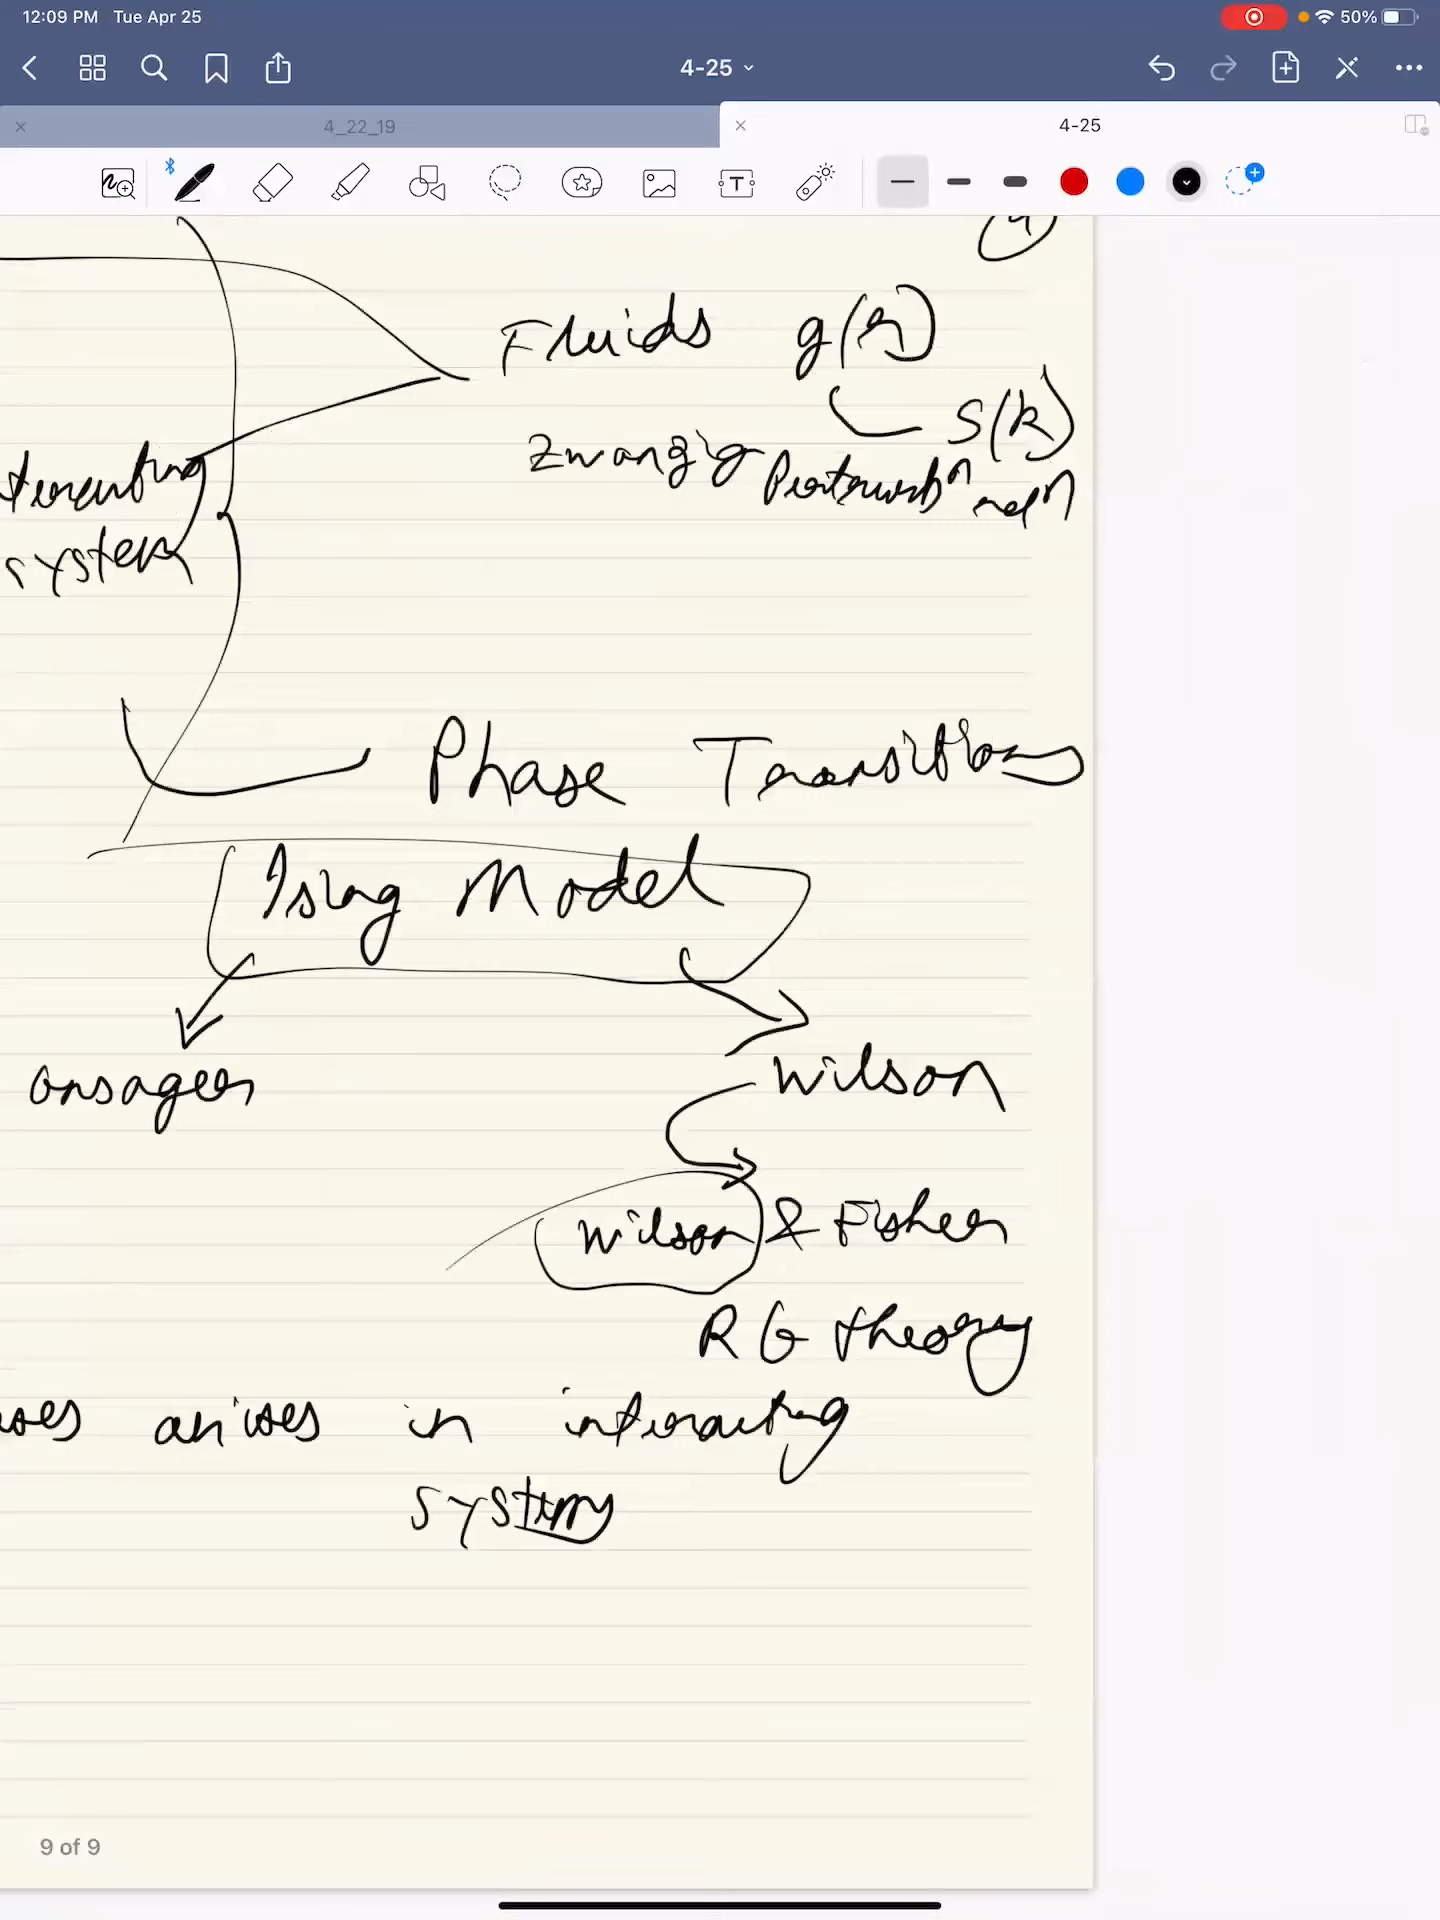 12:09 PM Tue Apr 25
50%
4-25
4_22_19
4-25
Fluids g(r)
S(k)
Zwanzig Perturbⁿ
system
Phase Transitions
Ising Model
Wilson
onsager
Wilson & Fisher
RG theory
arises in interacting
system
9 of 9